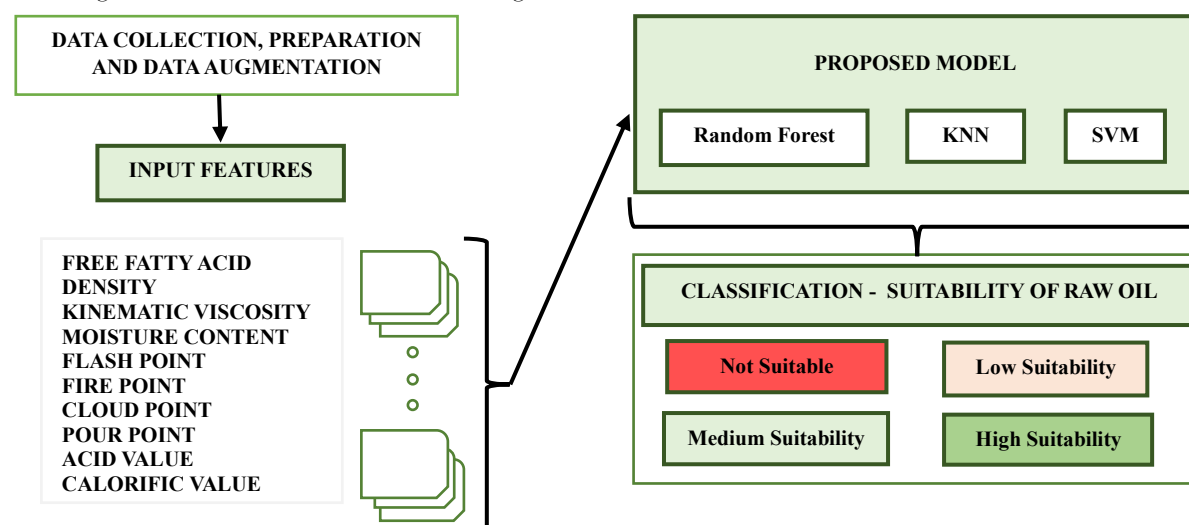 DATA COLLECTION, PREPARATION
AND DATA AUGMENTATION
INPUT FEATURES
FREE FATTY ACID
DENSITY
KINEMATIC VISCOSITY
MOISTURE CONTENT
FLASH POINT
FIRE POINT
CLOUD POINT
POUR POINT
ACID VALUE
CALORIFIC VALUE
PROPOSED MODEL
Random Forest
KNN
SVM
CLASSIFICATION - SUITABILITY OF RAW OIL
Not Suitable
Low Suitability
Medium Suitability
High Suitability